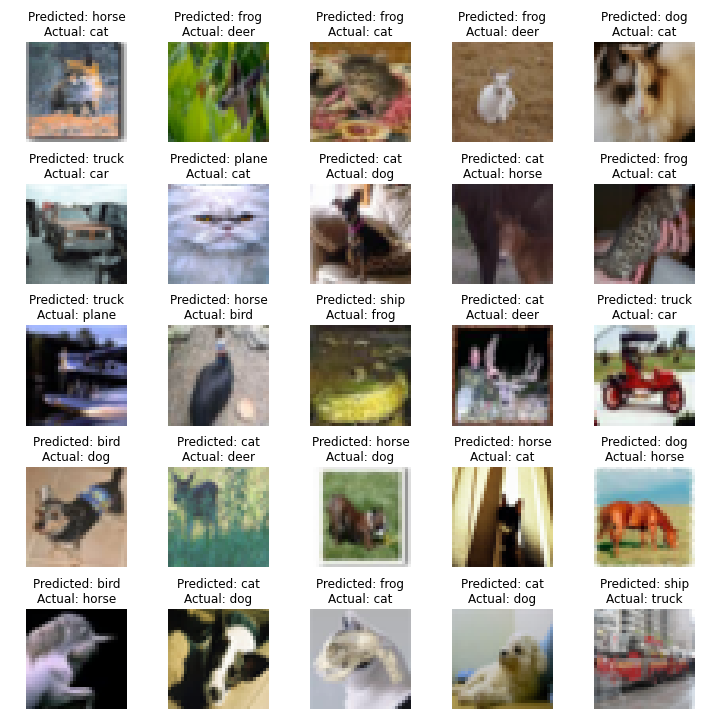 Predicted: horse
Actual: cat
Predicted: frog
Actual: deer
Predicted: frog
Actual: cat
Predicted: frog
Actual: deer
Predicted: dog
Actual: cat
Predicted: truck
Actual: car
Predicted: plane
Actual: cat
Predicted: cat
Actual: dog
Predicted: cat
Actual: horse
Predicted: frog
Actual: cat
Predicted: truck
Actual: plane
Predicted: horse
Actual: bird
Predicted: ship
Actual: frog
Predicted: cat
Actual: deer
Predicted: truck
Actual: car
Predicted: bird
Actual: dog
Predicted: cat
Actual: deer
Predicted: horse
Actual: dog
Predicted: horse
Actual: cat
Predicted: dog
Actual: horse
Predicted: bird
Actual: horse
Predicted: cat
Actual: dog
Predicted: frog
Actual: cat
Predicted: cat
Actual: dog
Predicted: ship
Actual: truck